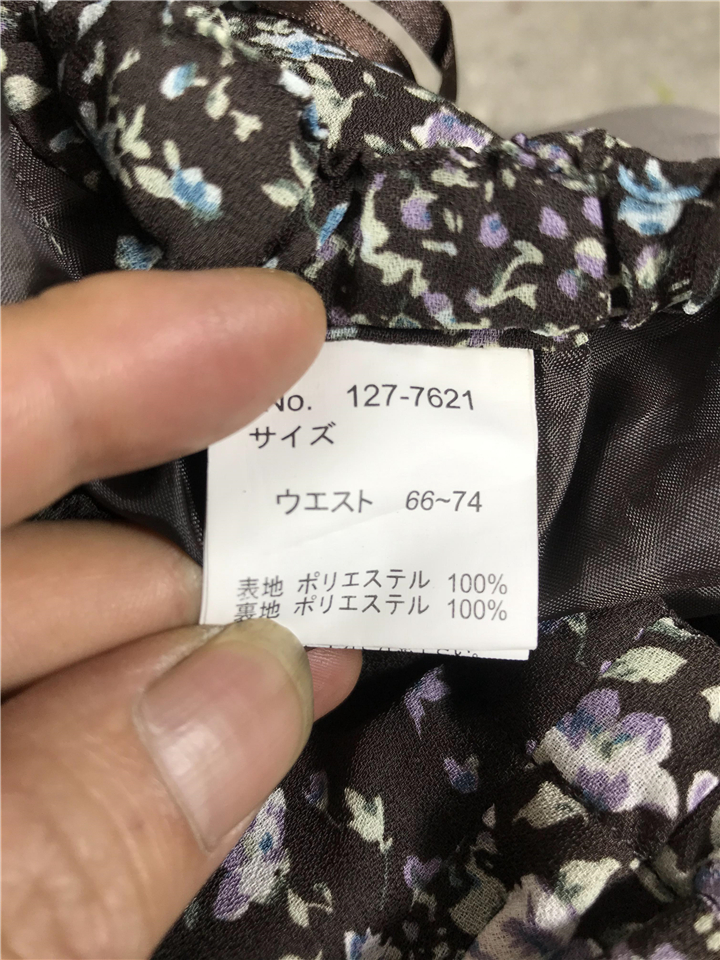 No. 127-7621
サイズ
ウエスト 66~74
表地 ポリエステル 100%
裏地 ポリエステル 100%